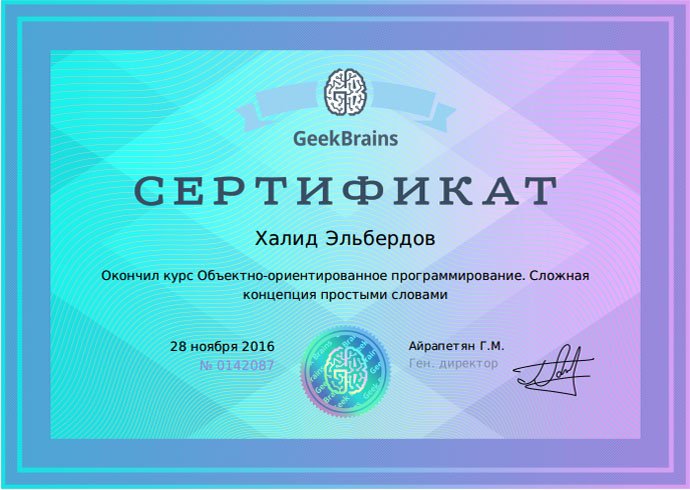 GeekBrains
СЕРТИФИКАТ
Халид Эльбердов
Окончил курс Объектно-ориентированное программирование. Сложная
концепция простыми словами
28 ноября 2016
№ 0142087
Айрапетян Г.М.
Ген. директор